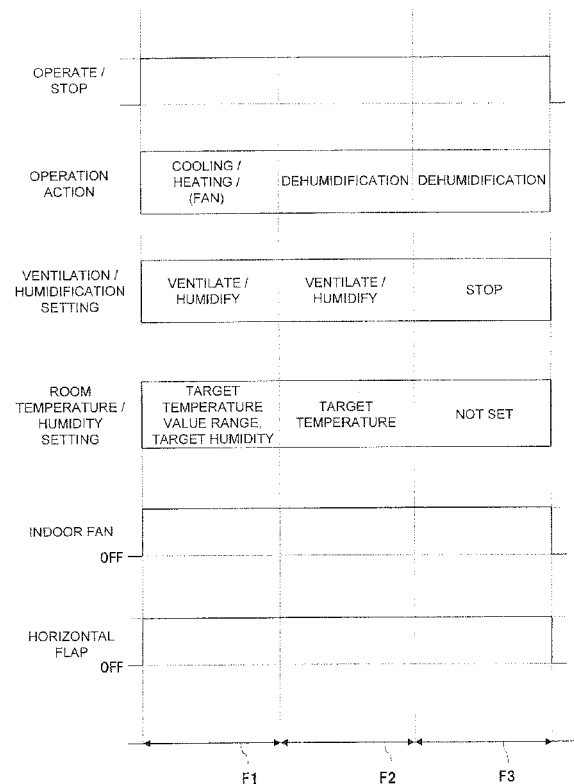 OPERATE /
STOP
OPERATION
ACTION
COOLING /
HEATING /
(FAN)
DEHUMIDIFICATION
DEHUMIDIFICATION
VENTILATION /
HUMIDIFICATION
SETTING
VENTILATE /
HUMIDIFY
VENTILATE /
HUMIDIFY
STOP
ROOM
TEMPERATURE /
HUMIDITY
SETTING
TARGET
TEMPERATURE
VALUE RANGE,
TARGET HUMIDITY
TARGET
TEMPERATURE
NOT SET
INDOOR FAN
OFF
HORIZONTAL
FLAP
OFF
F1
F2
F3